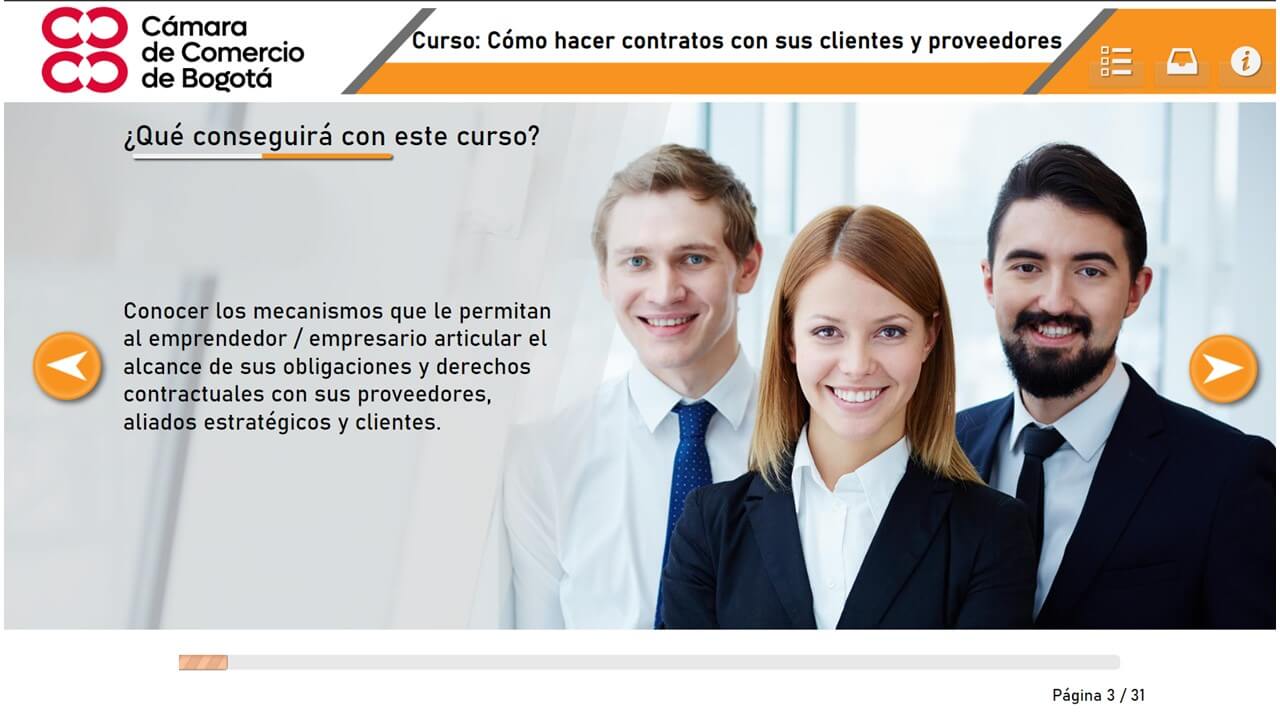 Cámara
de Comercio
de Bogotá
Curso: Cómo hacer contratos con sus clientes y proveedores
¿Qué conseguirá con este curso?
Conocer los mecanismos que le permitan
al emprendedor / empresario articular el
alcance de sus obligaciones y derechos
contractuales con sus proveedores,
aliados estratégicos y clientes.
Página 3 / 31